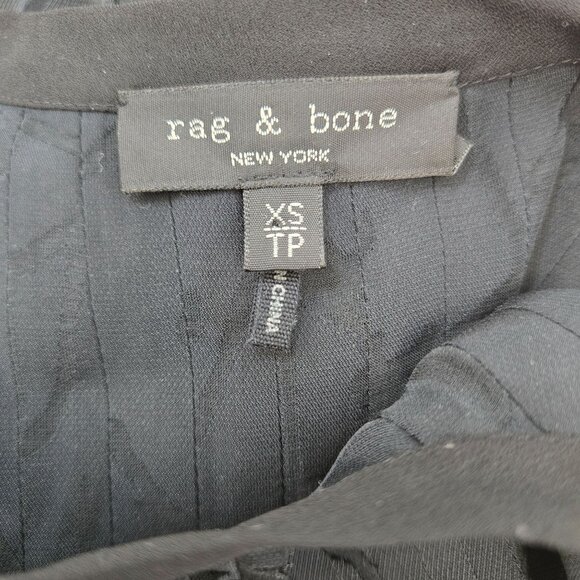 rag & bone
NEW YORK
XS
TP
N CHINA